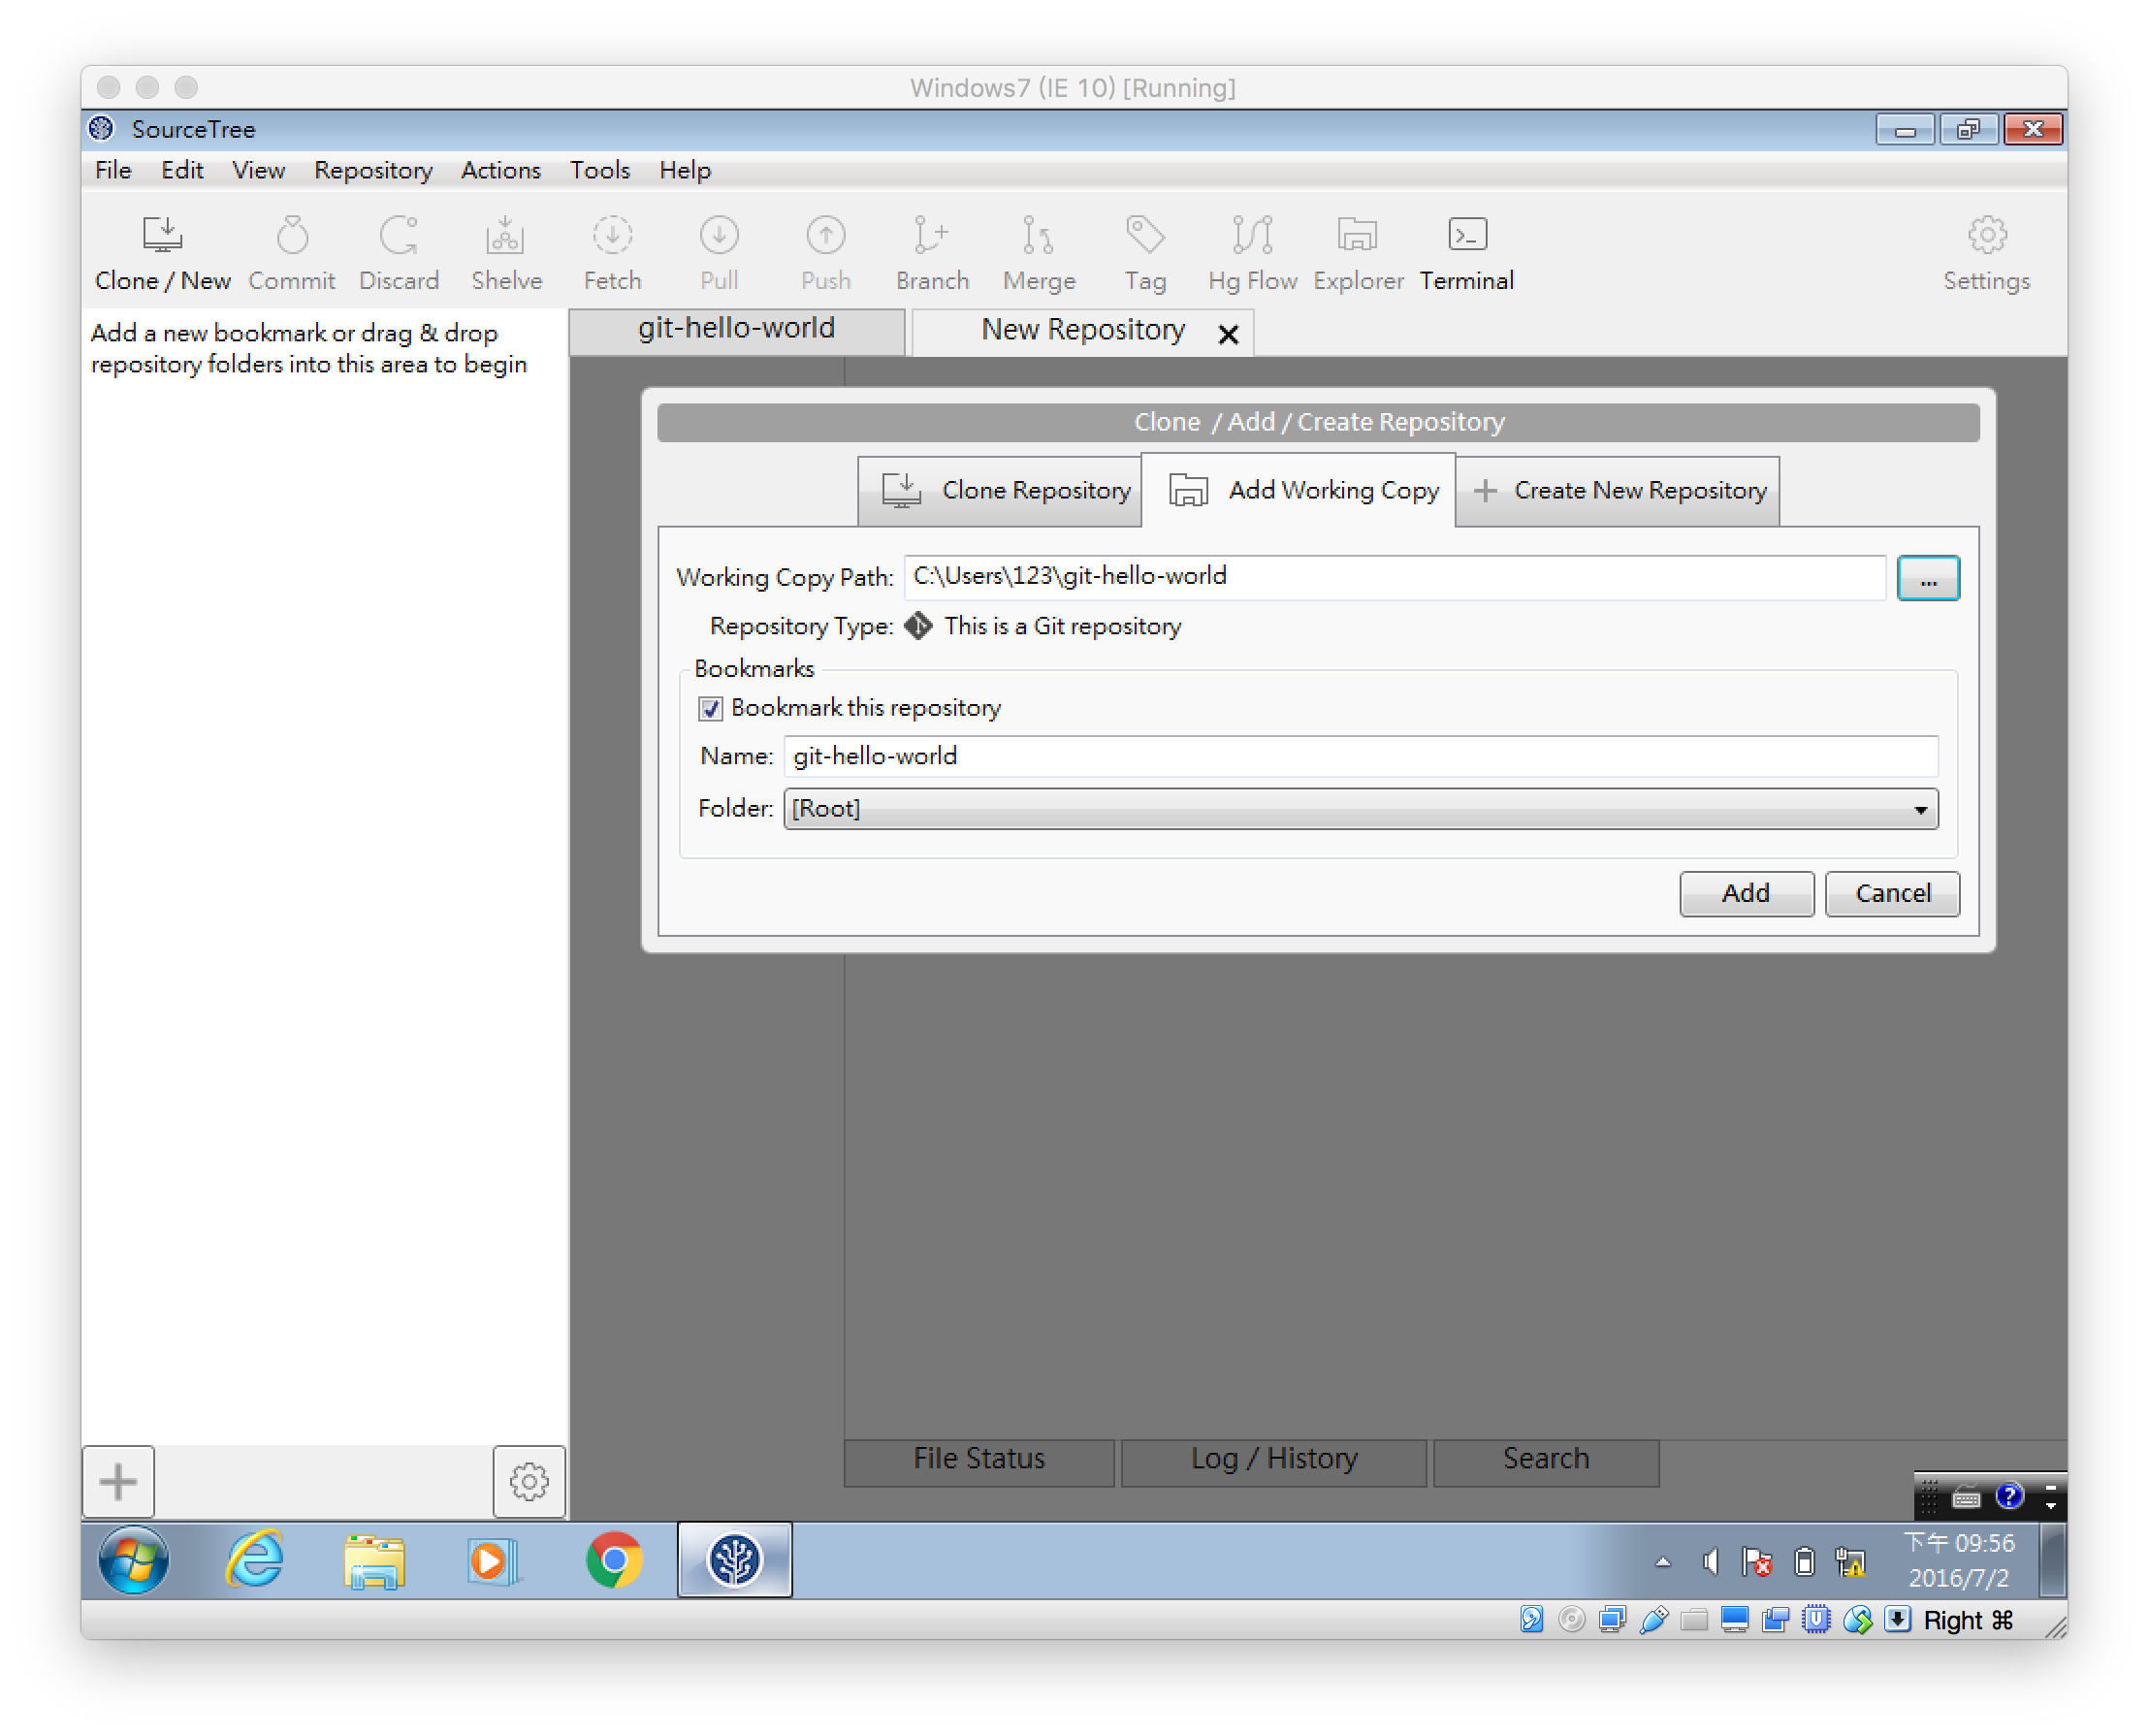 Windows7 (IE 10) [Running]
SourceTree
File Edit View Repository Actions Tools Help
Clone / New Commit Discard Shelve Fetch Pull Push Branch Merge Tag Hg Flow Explorer Terminal Settings
Add a new bookmark or drag & drop
repository folders into this area to begin
git-hello-world New Repository
Clone / Add / Create Repository
Clone Repository Add Working Copy Create New Repository
Working Copy Path: C:\Users\123\git-hello-world ...
Repository Type: This is a Git repository
Bookmarks
Bookmark this repository
Name: git-hello-world
Folder: [Root]
Add Cancel
File Status Log / History Search
下午 09:56
2016/7/2
Right ⌘